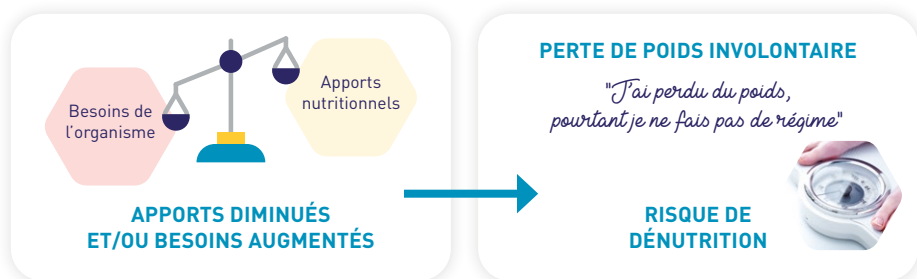 Besoins de
l'organisme
Apports
nutritionnels
APPORTS DIMINUÉS
ET/OU BESOINS AUGMENTÉS
PERTE DE POIDS INVOLONTAIRE
"J'ai perdu du poids,
pourtant je ne fais pas de régime"
RISQUE DE
DÉNUTRITION